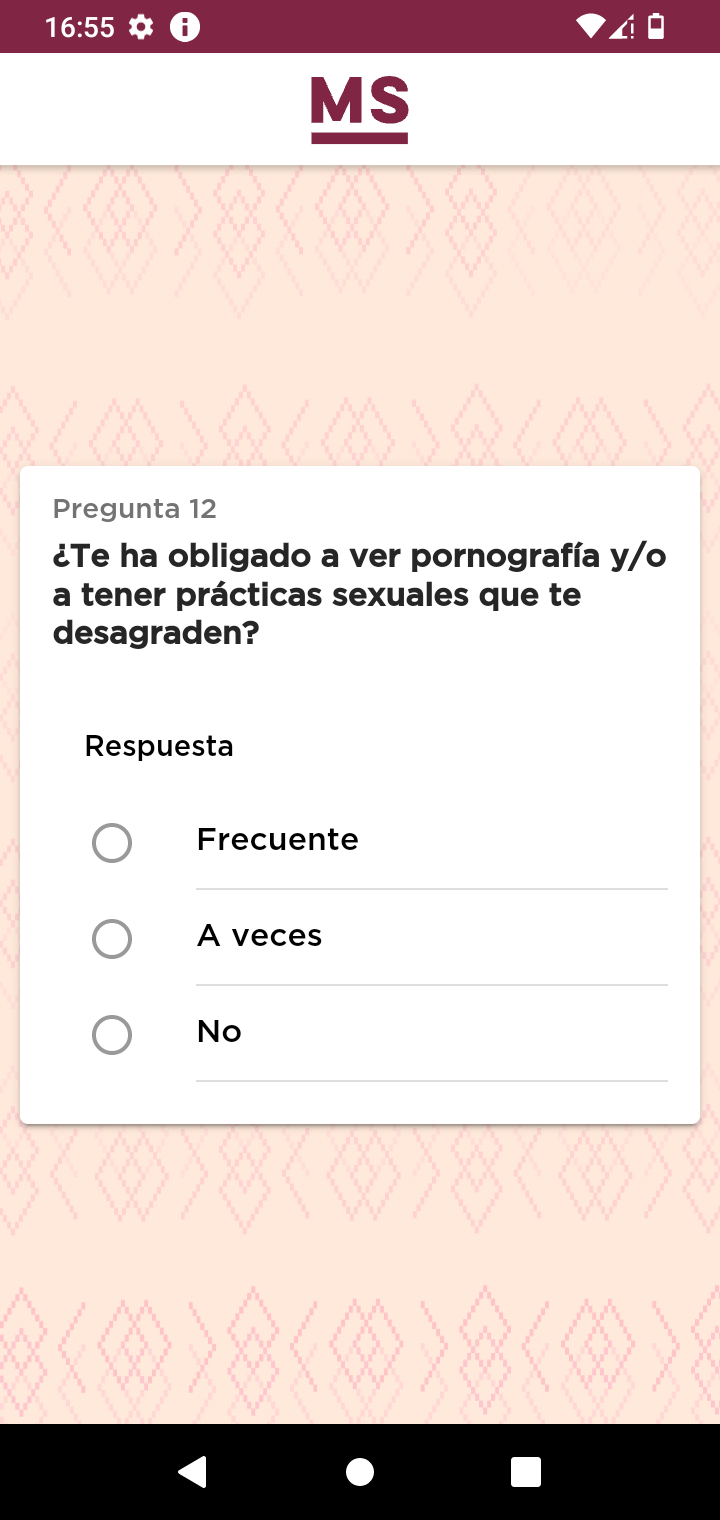 16:55
MS
Pregunta 12
¿Te ha obligado a ver pornografía y/o
a tener prácticas sexuales que te
desagraden?
Respuesta
Frecuente
A veces
No